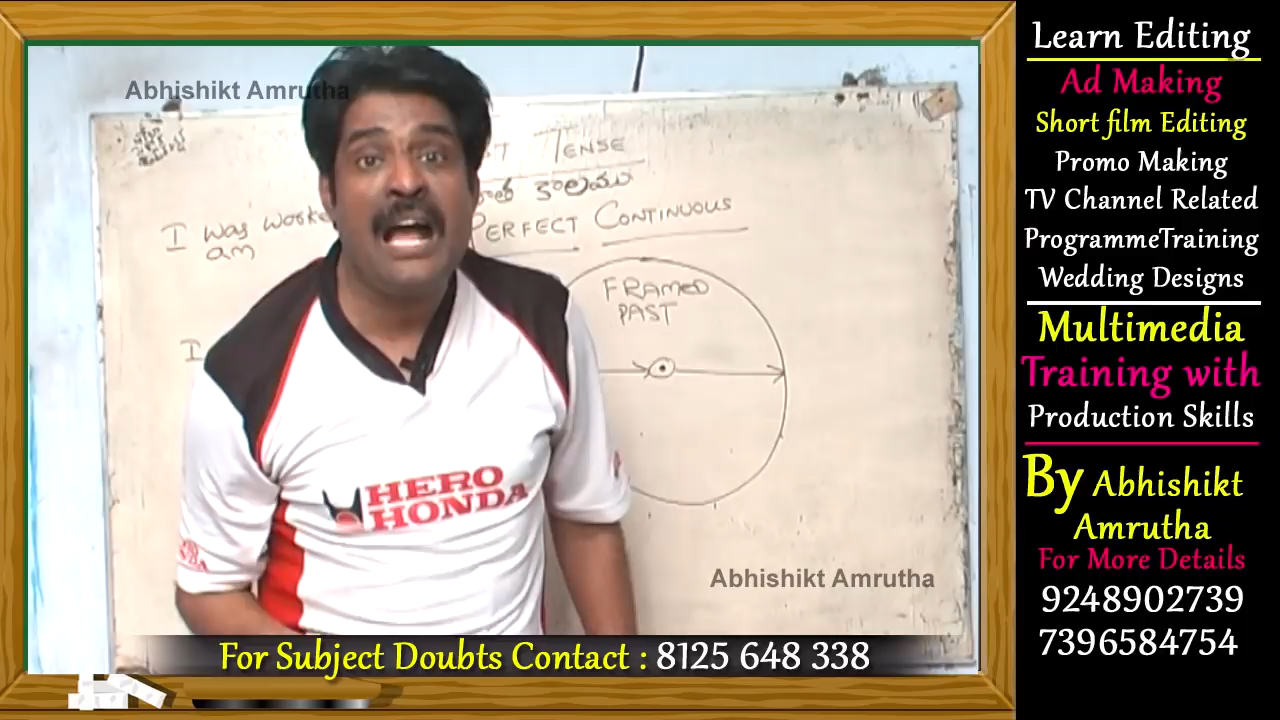 Abhishikt Amrutha
TENSE
కాలము
I was
am
PERFECT CONTINUOUS
FRAMED
PAST
I
HERO
HONDA
Abhishikt Amrutha
For Subject Doubts Contact : 8125 648 338
Learn Editing
Ad Making
Short film Editing
Promo Making
TV Channel Related
ProgrammeTraining
Wedding Designs
Multimedia
Training with
Production Skills
By Abhishikt
Amrutha
For More Details
9248902739
7396584754